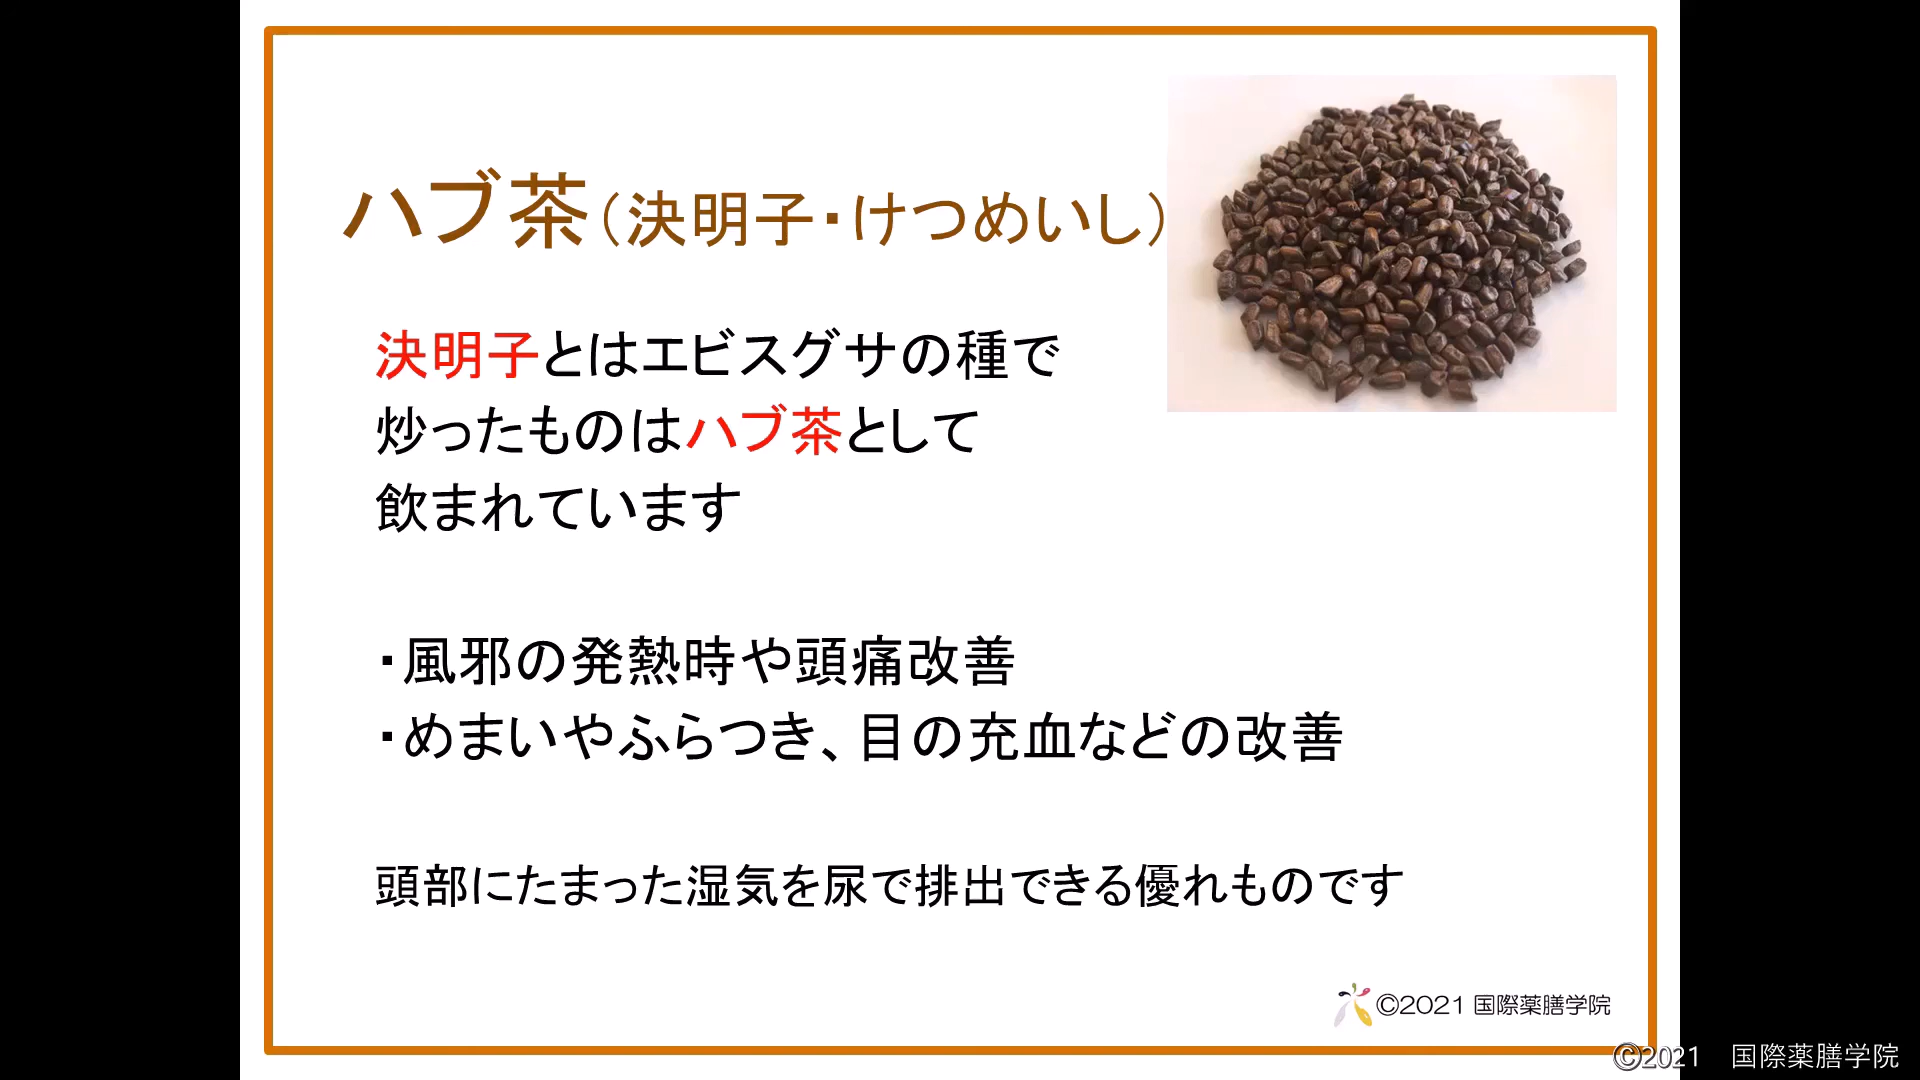 ハブ茶（決明子・けつめいし）
決明子とはエビスグサの種で
炒ったものはハブ茶として
飲まれています
・風邪の発熱時や頭痛改善
・めまいやふらつき、目の充血などの改善
頭部にたまった湿気を尿で排出できる優れものです
©2021 国際薬膳学院
©2021　国際薬膳学院